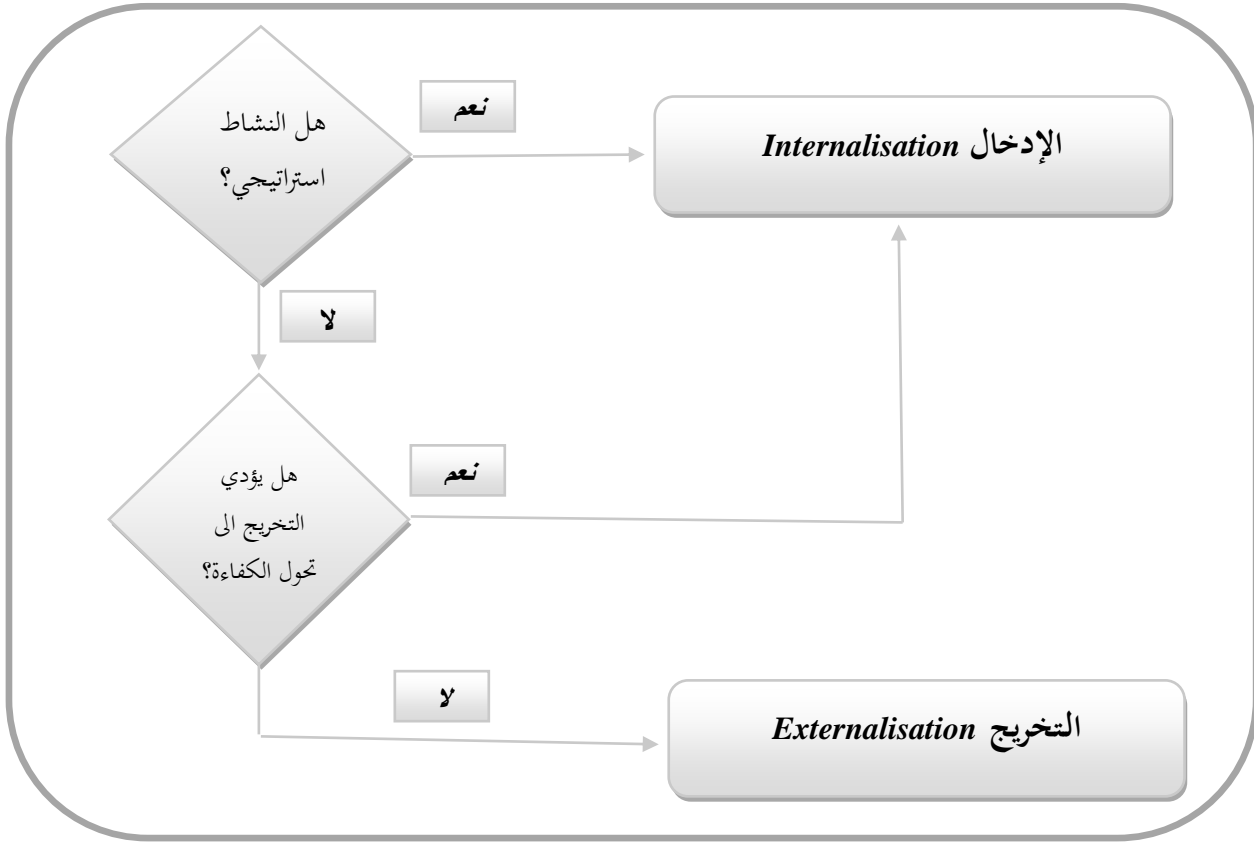 هل النشاط
استراتيجي؟
نعم
الإدخال Internalisation
لا
هل يؤدي
التخريج الى
تحول الكفاءة؟
نعم
لا
التخريج Externalisation